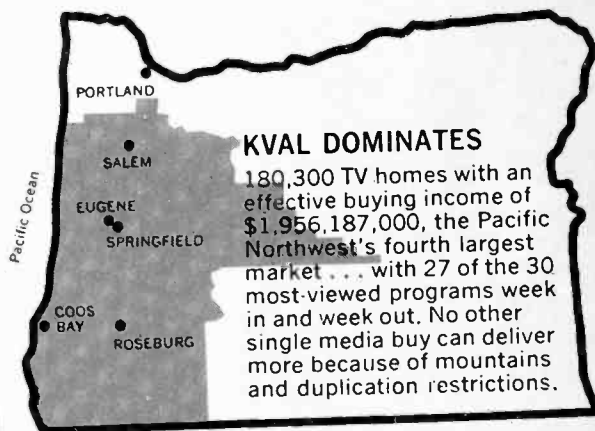 PORTLAND
SALEM
EUGENE
SPRINGFIELD
COOS
BAY
ROSEBURG
Pacific Ocean
KVAL DOMINATES
180,300 TV homes with an
effective buying income of
$1,956,187,000, the Pacific
Northwest's fourth largest
market . . . with 27 of the 30
most-viewed programs week
in and week out. No other
single media buy can deliver
more because of mountains
and duplication restrictions.